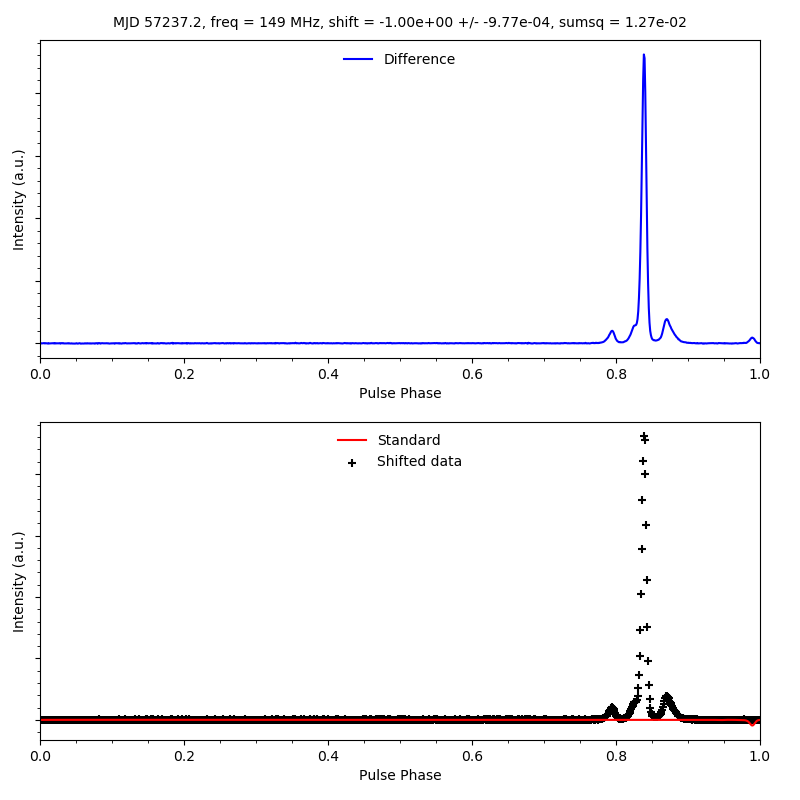 MJD 57237.2, freq = 149 MHz, shift = -1.00e+00 +/- -9.77e-04, sumsq = 1.27e-02
Difference
Intensity (a.u.)
0.0 0.2 0.4 0.6 0.8 1.0
Pulse Phase
Standard
Shifted data
Intensity (a.u.)
0.0 0.2 0.4 0.6 0.8 1.0
Pulse Phase